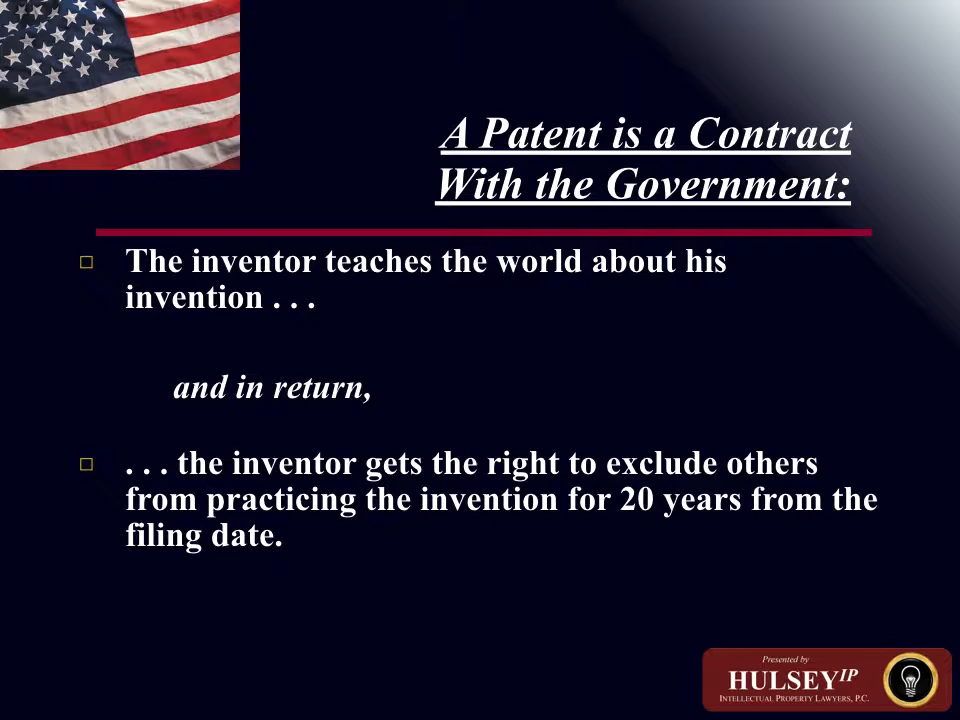 A Patent is a Contract
With the Government:
The inventor teaches the world about his
invention . . .
and in return,
. . . the inventor gets the right to exclude others
from practicing the invention for 20 years from the
filing date.
Presented by
HULSEY IP
INTELLECTUAL PROPERTY LAWYERS, P.C.